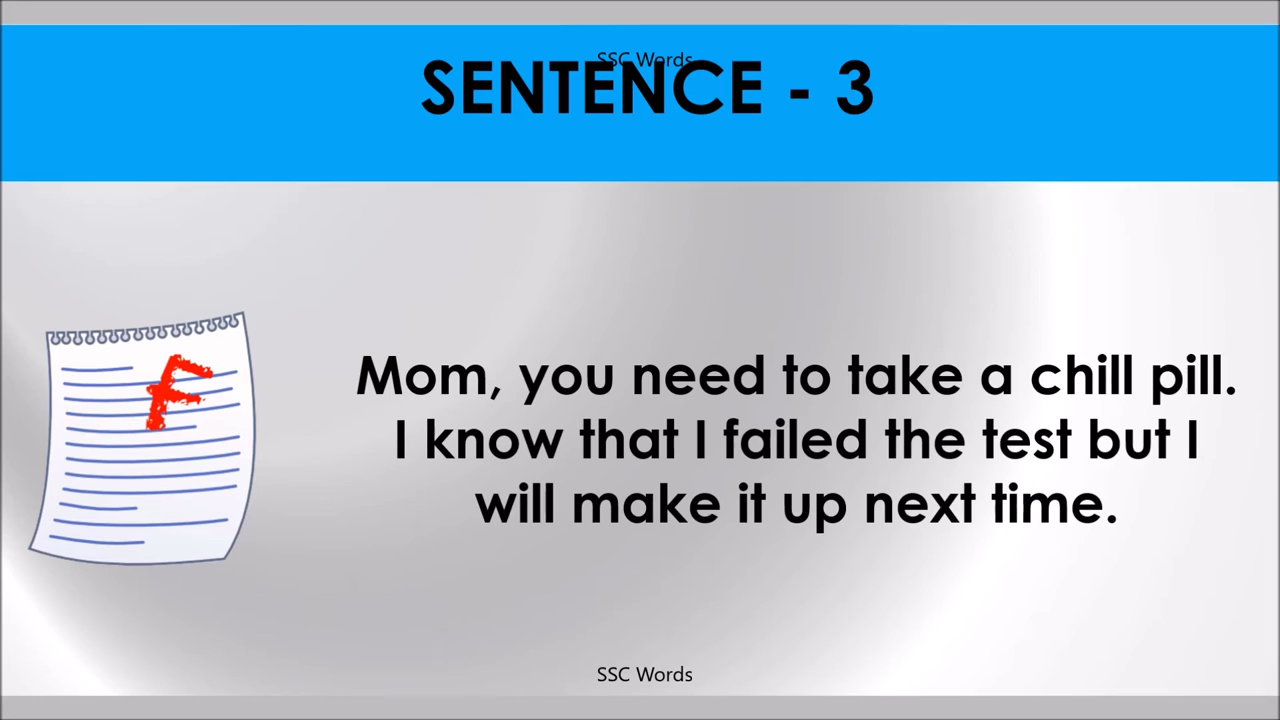 SSC Words
SENTENCE - 3
F
Mom, you need to take a chill pill.
I know that I failed the test but I
will make it up next time.
SSC Words